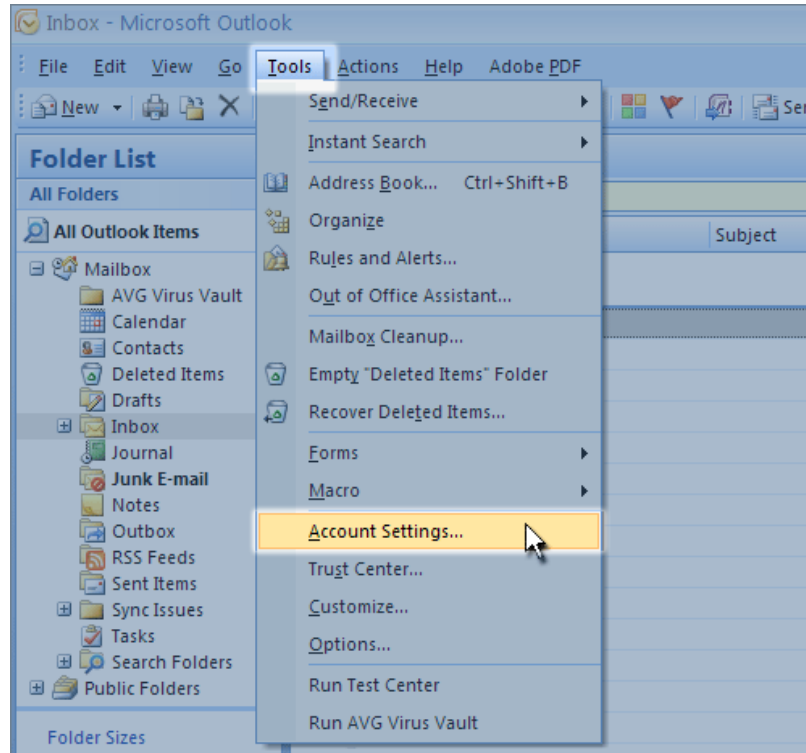 Inbox - Microsoft Outlook
File Edit View Go Tools Actions Help Adobe PDF
New
Folder List
All Folders
All Outlook Items
Mailbox
AVG Virus Vault
Calendar
Contacts
Deleted Items
Drafts
Inbox
Journal
Junk E-mail
Notes
Outbox
RSS Feeds
Sent Items
Sync Issues
Tasks
Search Folders
Public Folders
Folder Sizes
Send/Receive
Instant Search
Address Book... Ctrl+Shift+B
Organize
Rules and Alerts...
Out of Office Assistant...
Mailbox Cleanup...
Empty "Deleted Items" Folder
Recover Deleted Items...
Forms
Macro
Account Settings...
Trust Center...
Customize...
Options...
Run Test Center
Run AVG Virus Vault
Subject